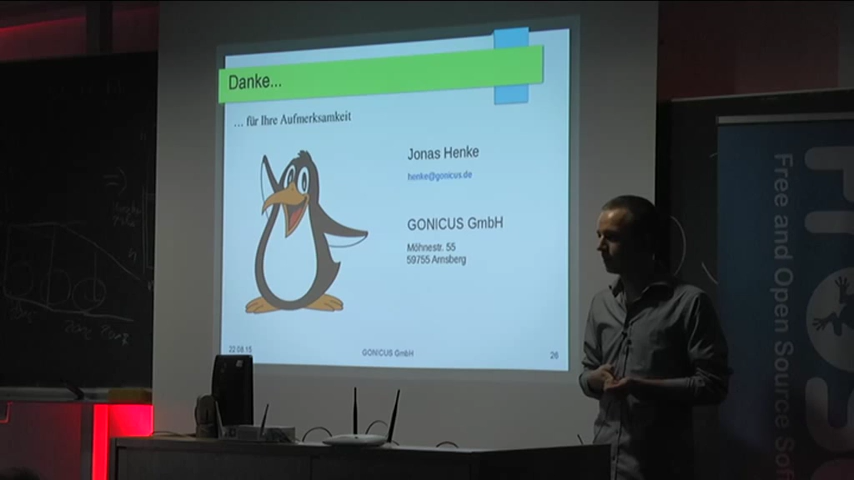 Danke...
... für Ihre Aufmerksamkeit
Jonas Henke
henke@gonicus.de
GONICUS GmbH
Möhnestr. 55
59755 Arnsberg
22.08.15
GONICUS GmbH
26
Free and Open Source